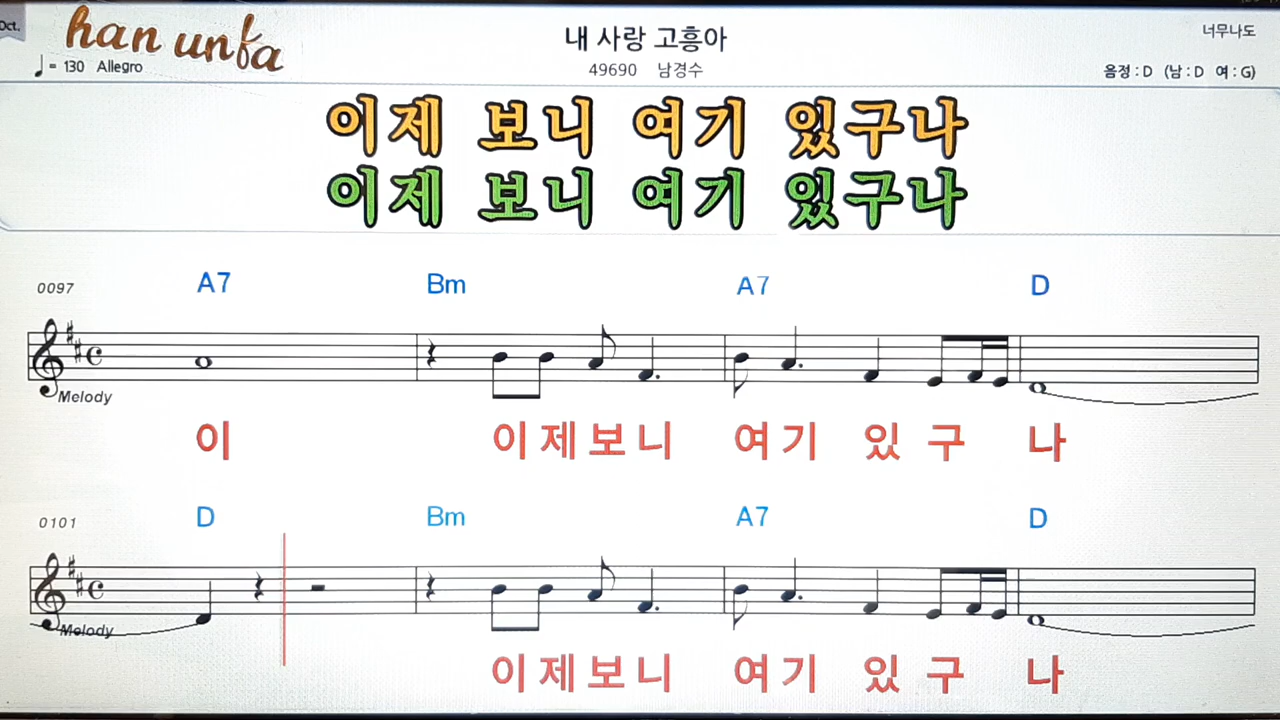 Oct.
han unfa
내 사랑 고흥아
너무나도
♩= 130 Allegro
49690 남경수
음정 : D (남 : D 여 : G)
이제 보니 여기 있구나
이제 보니 여기 있구나
0097 A7 Bm A7 D
Melody
이 이제보니 여기 있 구 나
0101 D Bm A7 D
Melody
이제보니 여기 있 구 나